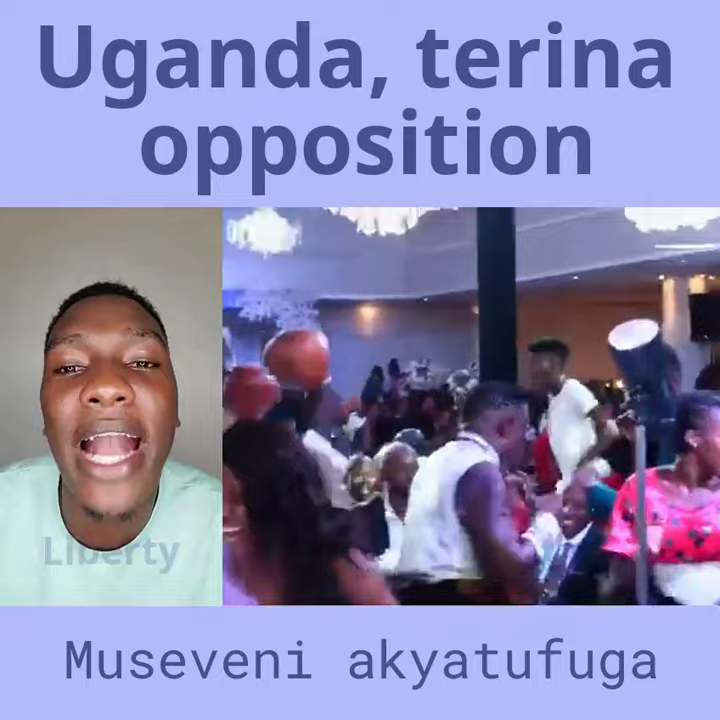 Uganda, terina
opposition
Liberty
Museveni akyatufuga